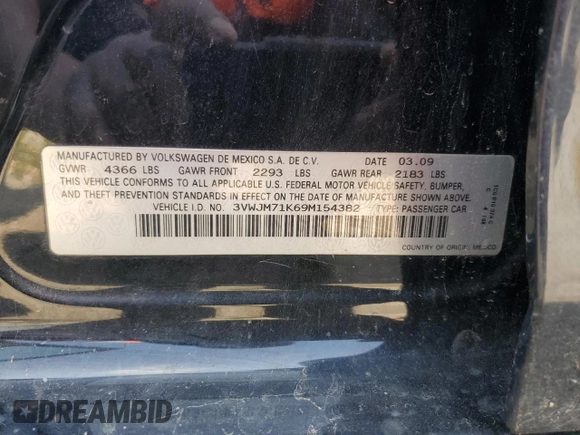 MANUFACTURED BY VOLKSWAGEN DE MEXICO S.A. DE C.V. DATE 03.09
GVWR 4366 LBS GAWR FRONT 2293 LBS GAWR REAR 2183 LBS
THIS VEHICLE CONFORMS TO ALL APPLICABLE U.S. FEDERAL MOTOR VEHICLE SAFETY, BUMPER,
AND THEFT PREVENTION STANDARDS IN EFFECT ON THE DATE OF MANUFACTURE SHOWN ABOVE.
VEHICLE I.D. NO. 3VWJM71K69M154382 TYPE: PASSENGER CAR
COUNTRY OF ORIGIN: MEXICO
DREAMBID